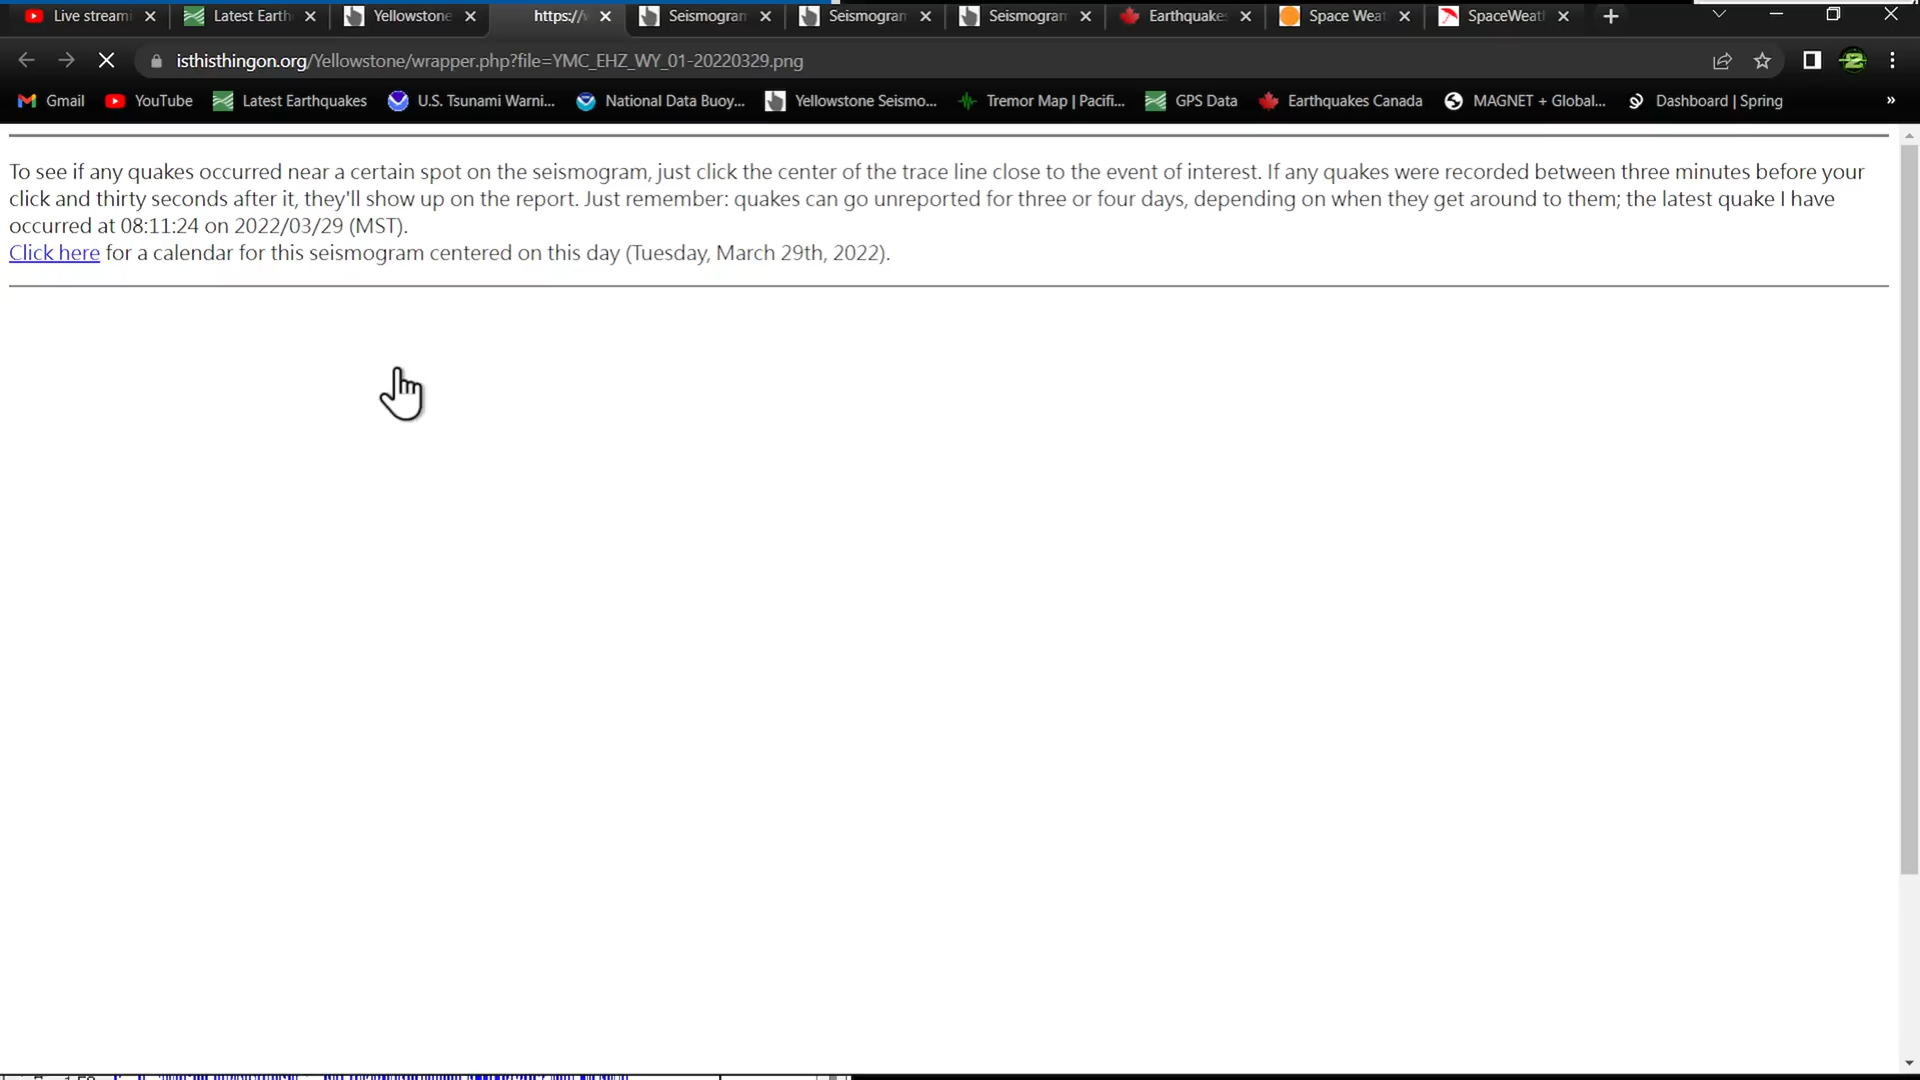 Live streami
Latest Earth
Yellowstone
https://
Seismogram
Seismogram
Seismogram
Earthquakes
Space Weat
SpaceWeat
isthisthingon.org/Yellowstone/wrapper.php?file=YMC_EHZ_WY_01-20220329.png
Gmail
YouTube
Latest Earthquakes
U.S. Tsunami Warni...
National Data Buoy...
Yellowstone Seismo...
Tremor Map | Pacifi...
GPS Data
Earthquakes Canada
MAGNET + Global...
Dashboard | Spring
»
To see if any quakes occurred near a certain spot on the seismogram, just click the center of the trace line close to the event of interest. If any quakes were recorded between three minutes before your
click and thirty seconds after it, they'll show up on the report. Just remember: quakes can go unreported for three or four days, depending on when they get around to them; the latest quake I have
occurred at 08:11:24 on 2022/03/29 (MST).
Click here for a calendar for this seismogram centered on this day (Tuesday, March 29th, 2022).